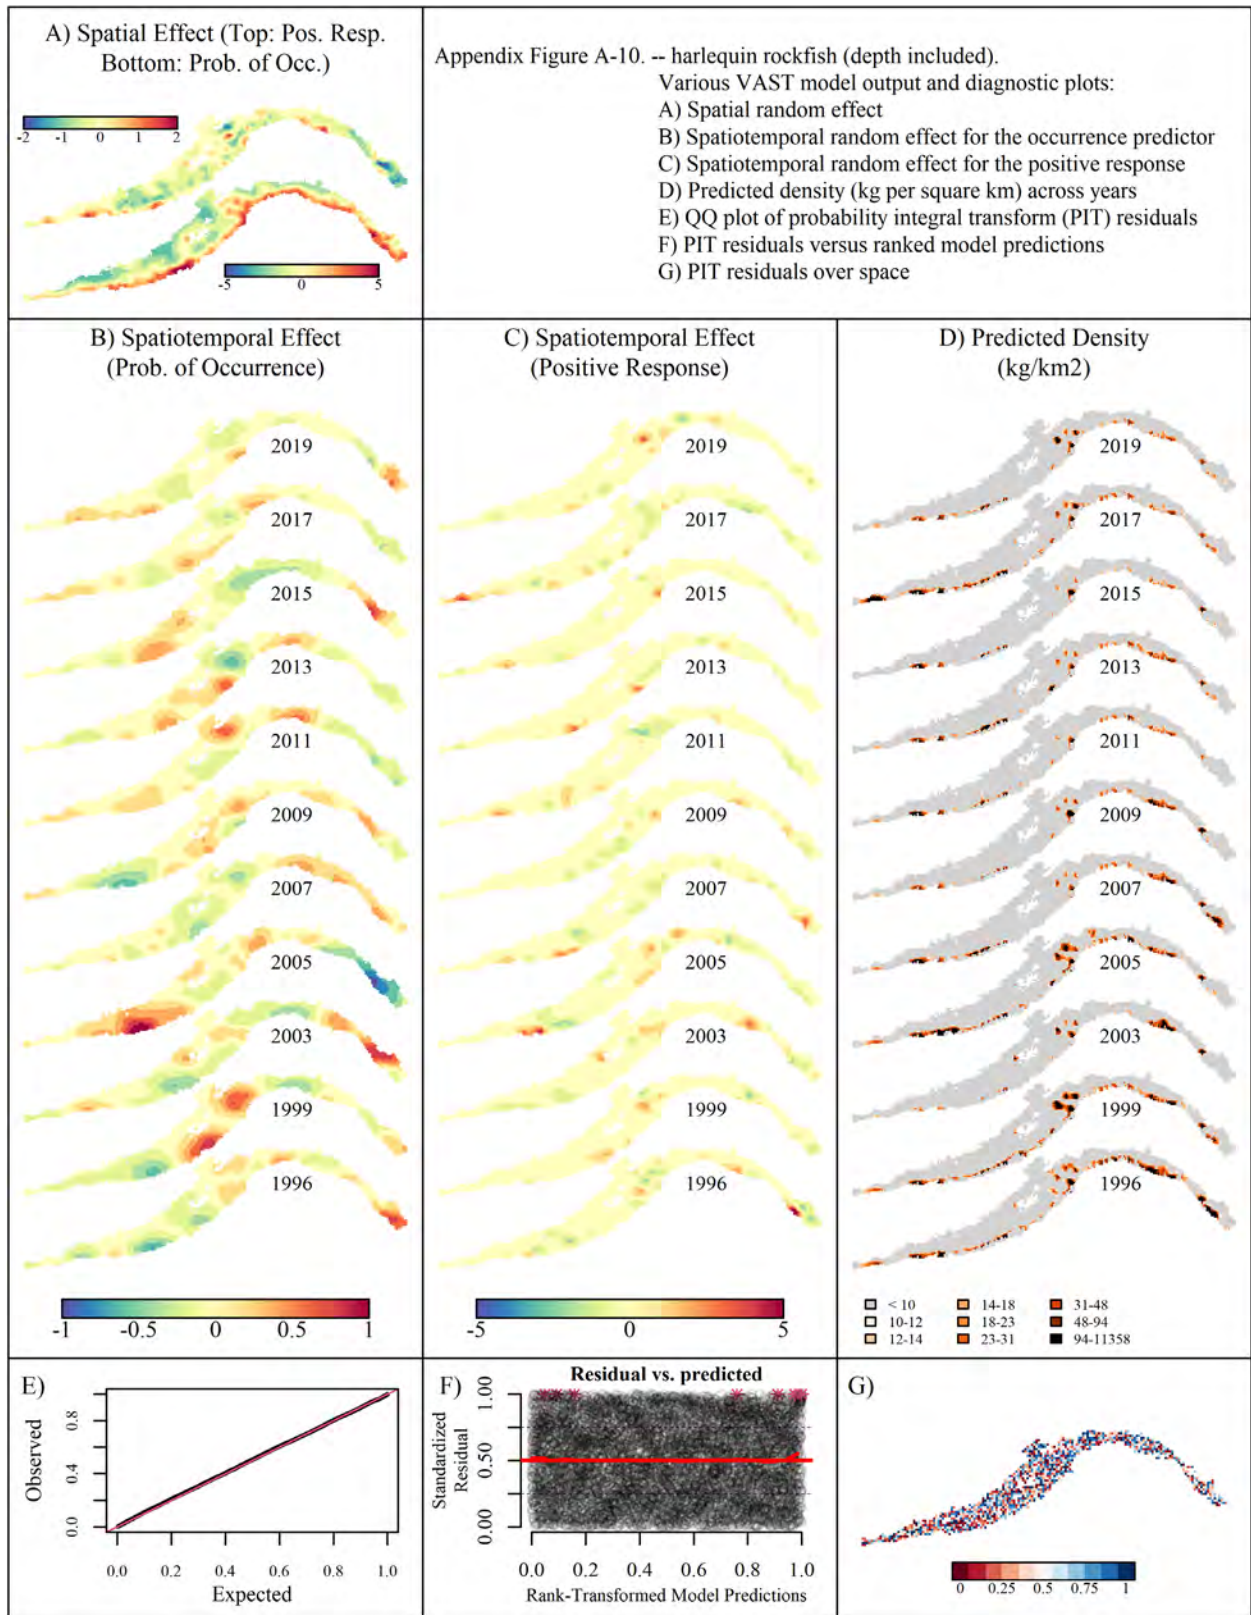 A) Spatial Effect (Top: Pos. Resp.
Bottom: Prob. of Occ.)
-2 -1 0 1 2
-5 0 5
Appendix Figure A-10. -- harlequin rockfish (depth included).
Various VAST model output and diagnostic plots:
A) Spatial random effect
B) Spatiotemporal random effect for the occurrence predictor
C) Spatiotemporal random effect for the positive response
D) Predicted density (kg per square km) across years
E) QQ plot of probability integral transform (PIT) residuals
F) PIT residuals versus ranked model predictions
G) PIT residuals over space
B) Spatiotemporal Effect
(Prob. of Occurrence)
2019
2017
2015
2013
2011
2009
2007
2005
2003
1999
1996
-1 -0.5 0 0.5 1
C) Spatiotemporal Effect
(Positive Response)
2019
2017
2015
2013
2011
2009
2007
2005
2003
1999
1996
-5 0 5
D) Predicted Density
(kg/km2)
2019
2017
2015
2013
2011
2009
2007
2005
2003
1999
1996
< 10 14-18 31-48
10-12 18-23 48-94
12-14 23-31 94-11358
E)
Observed
0.0 0.4 0.8
0.0 0.2 0.4 0.6 0.8 1.0
Expected
F)
Residual vs. predicted
Standardized
Residual
0.00 0.50 1.00
0.0 0.2 0.4 0.6 0.8 1.0
Rank-Transformed Model Predictions
G)
0 0.25 0.5 0.75 1